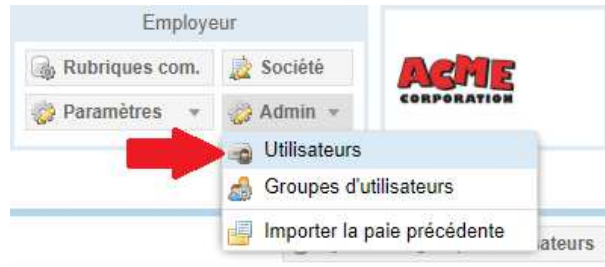 Employeur
Rubriques com.
Société
Paramètres
Admin
ACME
CORPORATION
Utilisateurs
Groupes d'utilisateurs
Importer la paie précédente